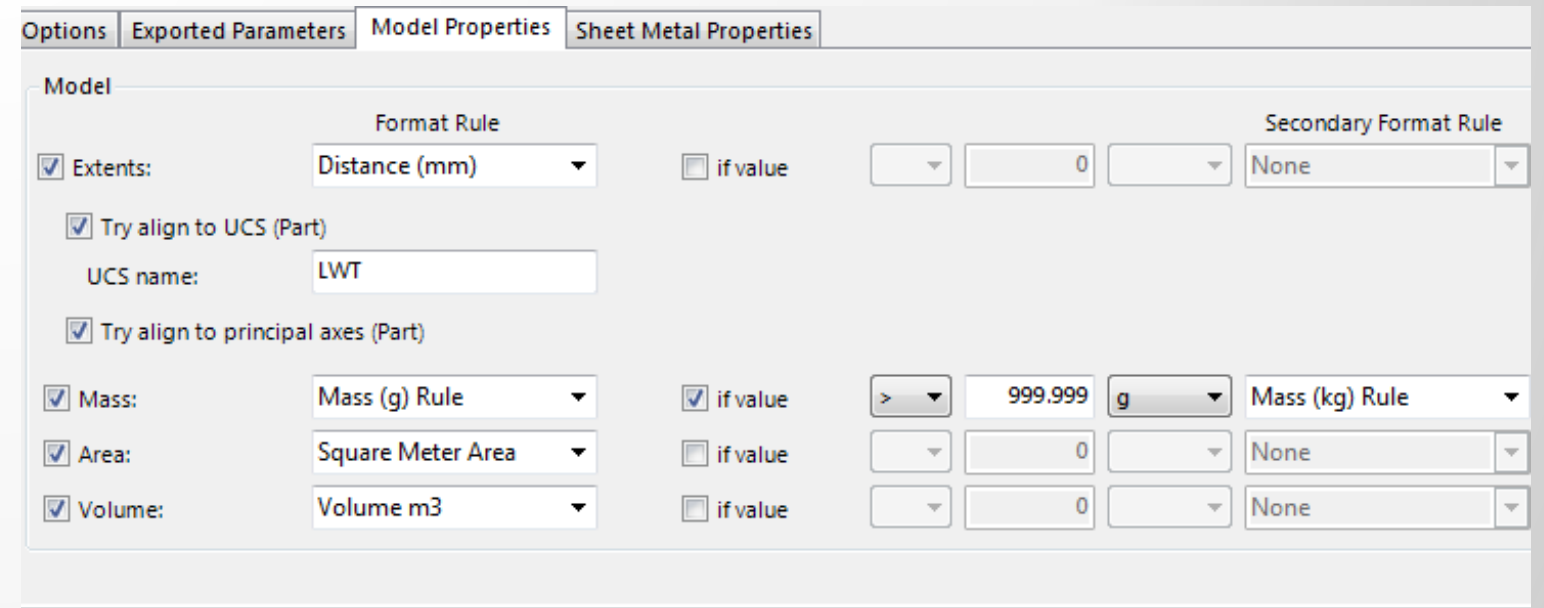 Options Exported Parameters Model Properties Sheet Metal Properties
Model
Format Rule Secondary Format Rule
Extents: Distance (mm) if value 0 None
Try align to UCS (Part)
UCS name: LWT
Try align to principal axes (Part)
Mass: Mass (g) Rule if value > 999.999 g Mass (kg) Rule
Area: Square Meter Area if value 0 None
Volume: Volume m3 if value 0 None